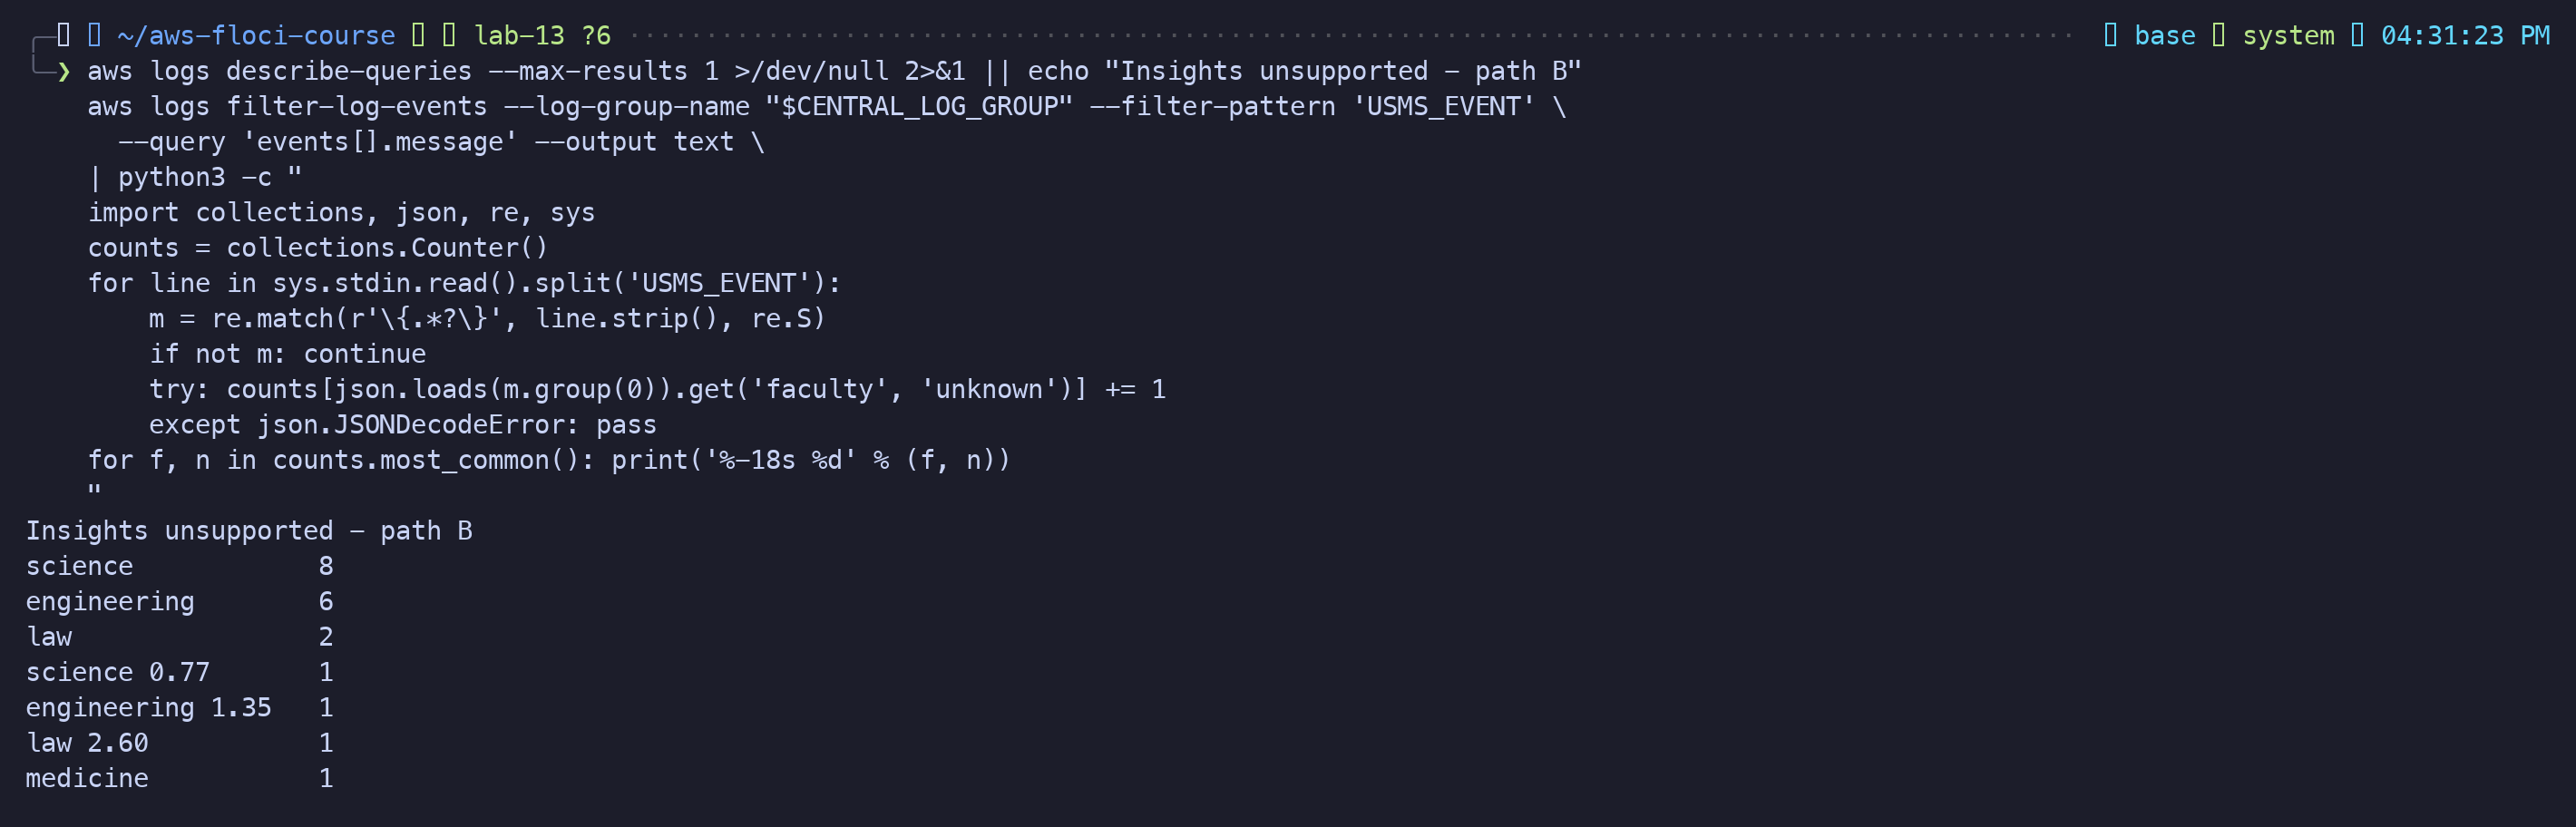 ~/aws-floci-course lab-13 ?6 base system 04:31:23 PM
❯ aws logs describe-queries --max-results 1 >/dev/null 2>&1 || echo "Insights unsupported - path B"
aws logs filter-log-events --log-group-name "$CENTRAL_LOG_GROUP" --filter-pattern 'USMS_EVENT' \
--query 'events[].message' --output text \
| python3 -c "
import collections, json, re, sys
counts = collections.Counter()
for line in sys.stdin.read().split('USMS_EVENT'):
m = re.match(r'\{.*?\}', line.strip(), re.S)
if not m: continue
try: counts[json.loads(m.group(0)).get('faculty', 'unknown')] += 1
except json.JSONDecodeError: pass
for f, n in counts.most_common(): print('%-18s %d' % (f, n))
"
Insights unsupported - path B
science 8
engineering 6
law 2
science 0.77 1
engineering 1.35 1
law 2.60 1
medicine 1